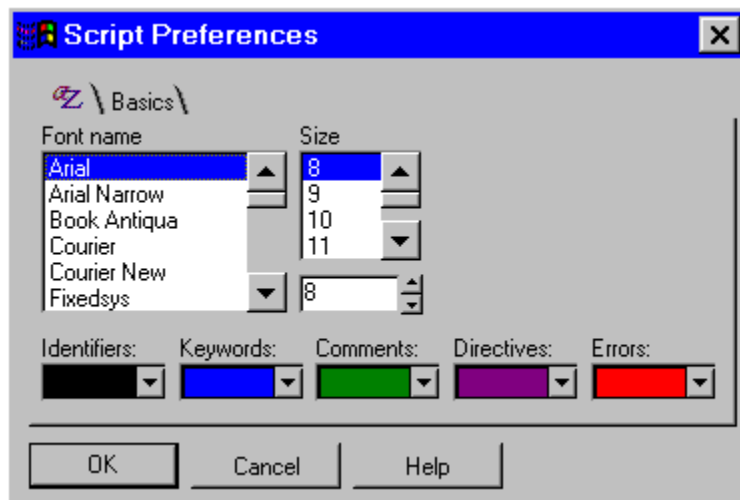 Script Preferences
aZ \ Basics \
Font name
Size
Arial
Arial Narrow
Book Antiqua
Courier
Courier New
Fixedsys
8
9
10
11
8
Identifiers: Keywords: Comments: Directives: Errors:
OK Cancel Help